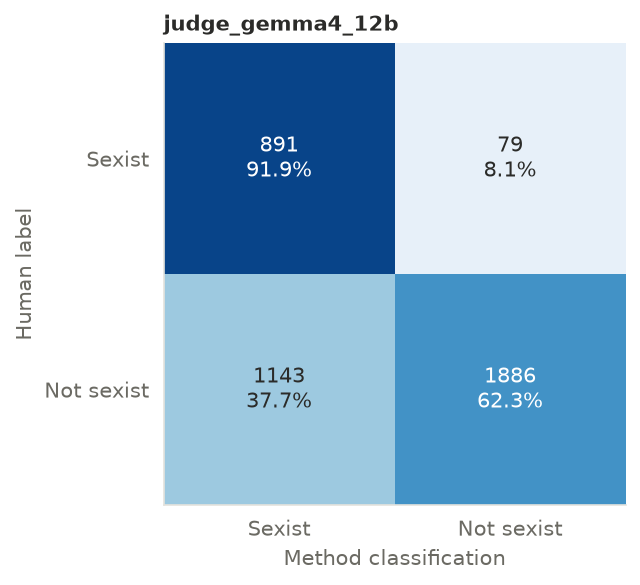 judge_gemma4_12b
Human label
Sexist
891
91.9%
79
8.1%
Not sexist
1143
37.7%
1886
62.3%
Sexist
Not sexist
Method classification